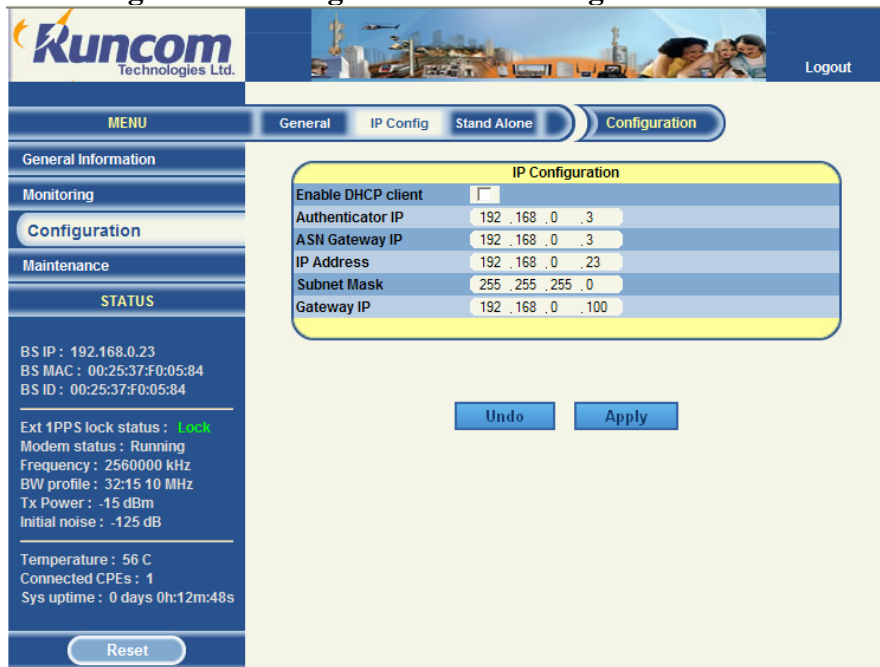 Runcom
Technologies Ltd.
Logout
MENU
General Information
Monitoring
Configuration
Maintenance
STATUS
BS IP : 192.168.0.23
BS MAC : 00:25:37:F0:05:84
BS ID : 00:25:37:F0:05:84
Ext 1PPS lock status : Lock
Modem status : Running
Frequency : 2560000 kHz
BW profile : 32:15 10 MHz
Tx Power : -15 dBm
Initial noise : -125 dB
Temperature : 56 C
Connected CPEs : 1
Sys uptime : 0 days 0h:12m:48s
Reset
General IP Config Stand Alone Configuration
IP Configuration
Enable DHCP client
Authenticator IP 192 .168 .0 .3
ASN Gateway IP 192 .168 .0 .3
IP Address 192 .168 .0 .23
Subnet Mask 255 .255 .255 .0
Gateway IP 192 .168 .0 .100
Undo Apply